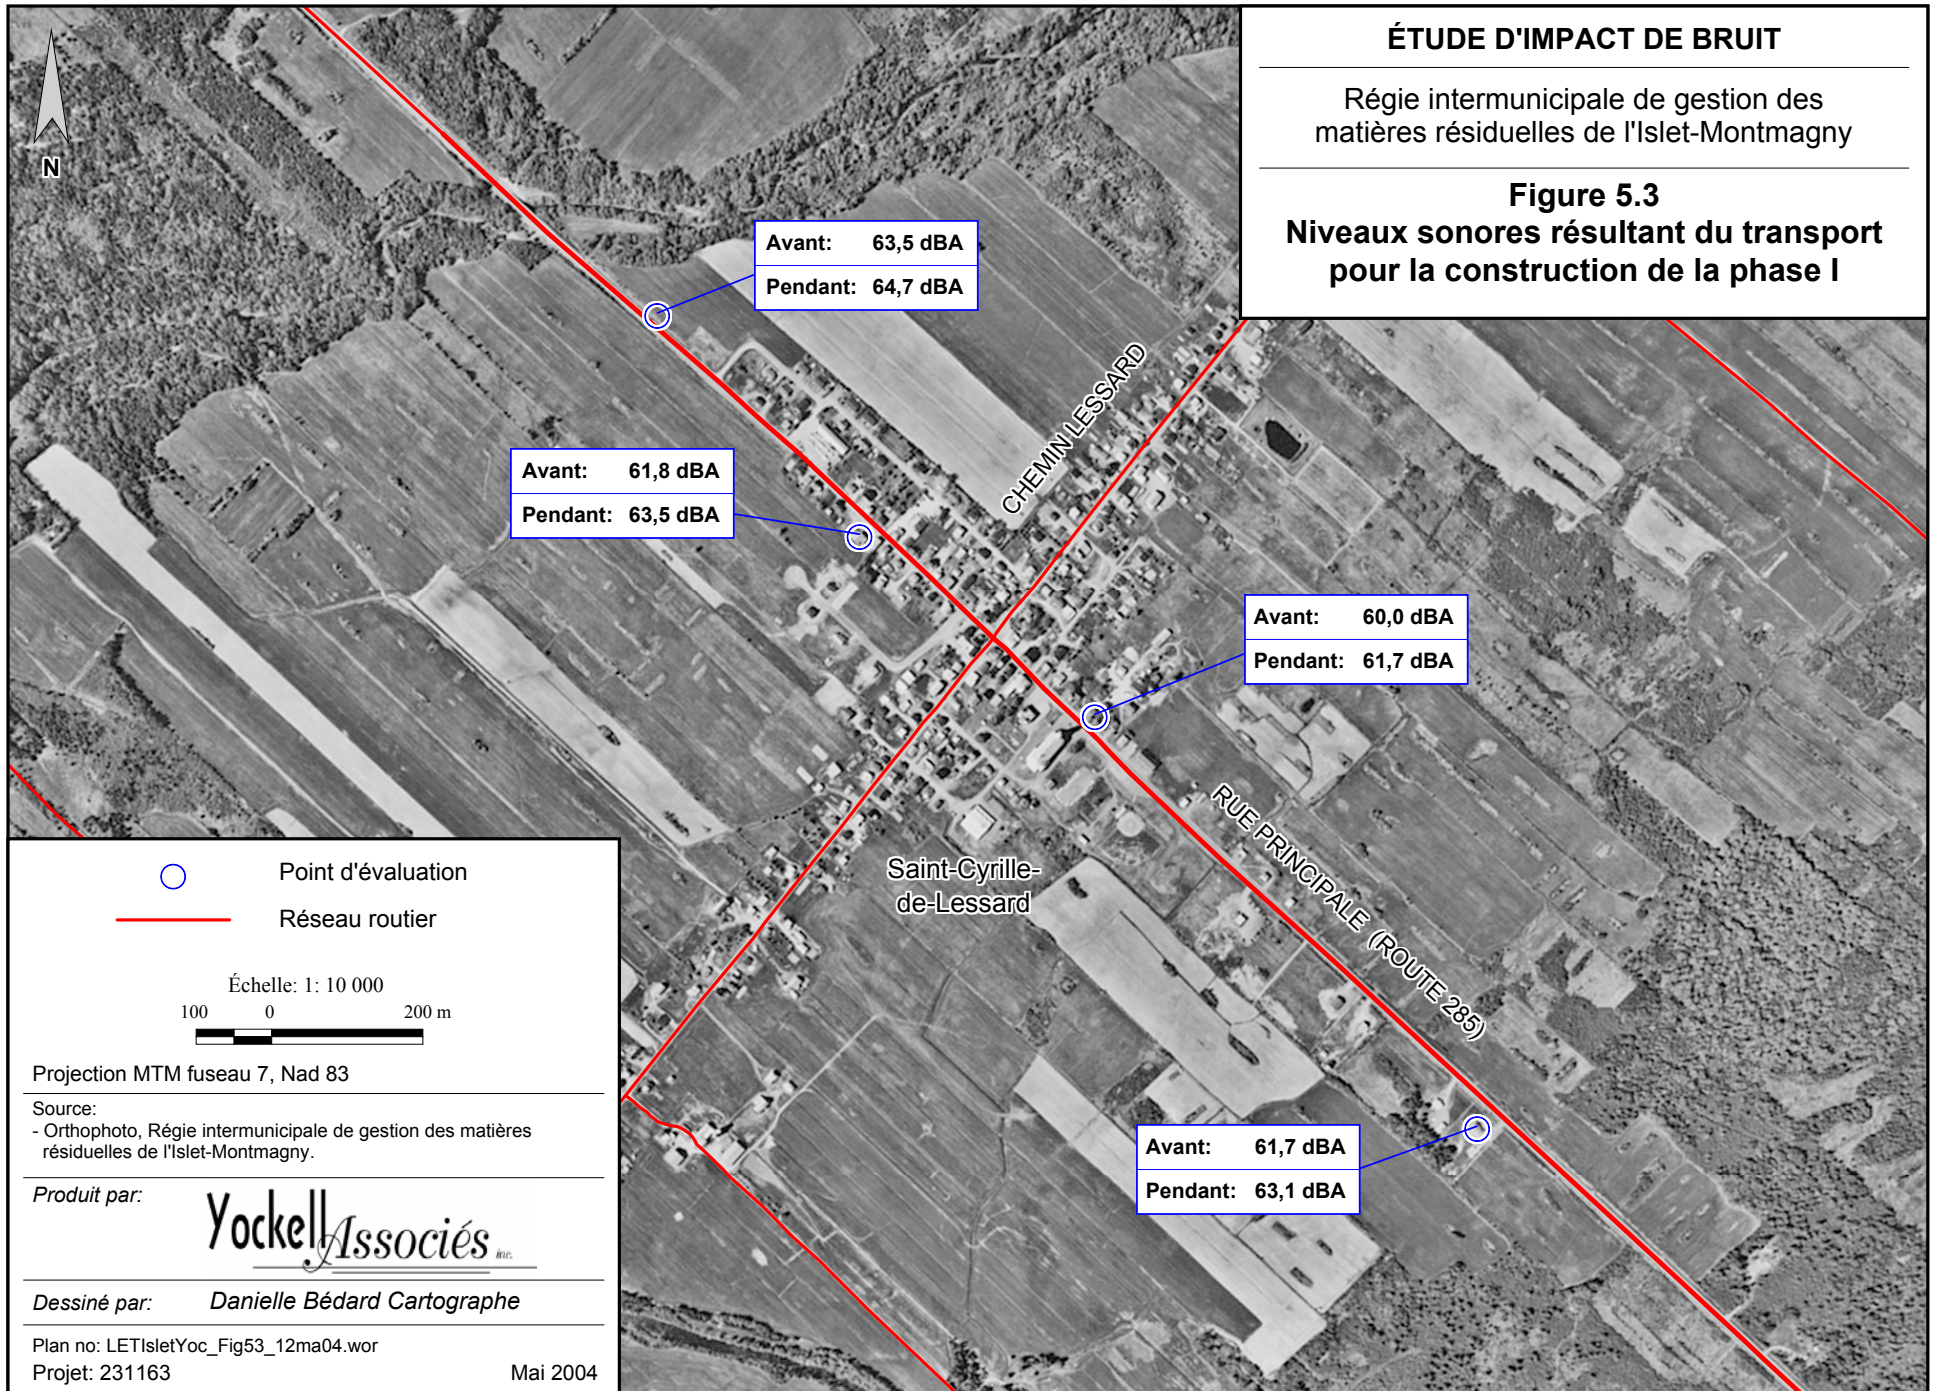 ÉTUDE D'IMPACT DE BRUIT
Régie intermunicipale de gestion des
matières résiduelles de l'Islet-Montmagny
Figure 5.3
Niveaux sonores résultant du transport
pour la construction de la phase I
N
Avant: 63,5 dBA
Pendant: 64,7 dBA
CHEMIN LESSARD
Avant: 61,8 dBA
Pendant: 63,5 dBA
Avant: 60,0 dBA
Pendant: 61,7 dBA
RUE PRINCIPALE (ROUTE 285)
Saint-Cyrille-
de-Lessard
Avant: 61,7 dBA
Pendant: 63,1 dBA
Point d'évaluation
Réseau routier
Échelle: 1: 10 000
100 0 200 m
Projection MTM fuseau 7, Nad 83
Source:
- Orthophoto, Régie intermunicipale de gestion des matières
résiduelles de l'Islet-Montmagny.
Produit par:
Yockell Associés inc.
Dessiné par: Danielle Bédard Cartographe
Plan no: LETIsletYoc_Fig53_12ma04.wor
Projet: 231163 Mai 2004